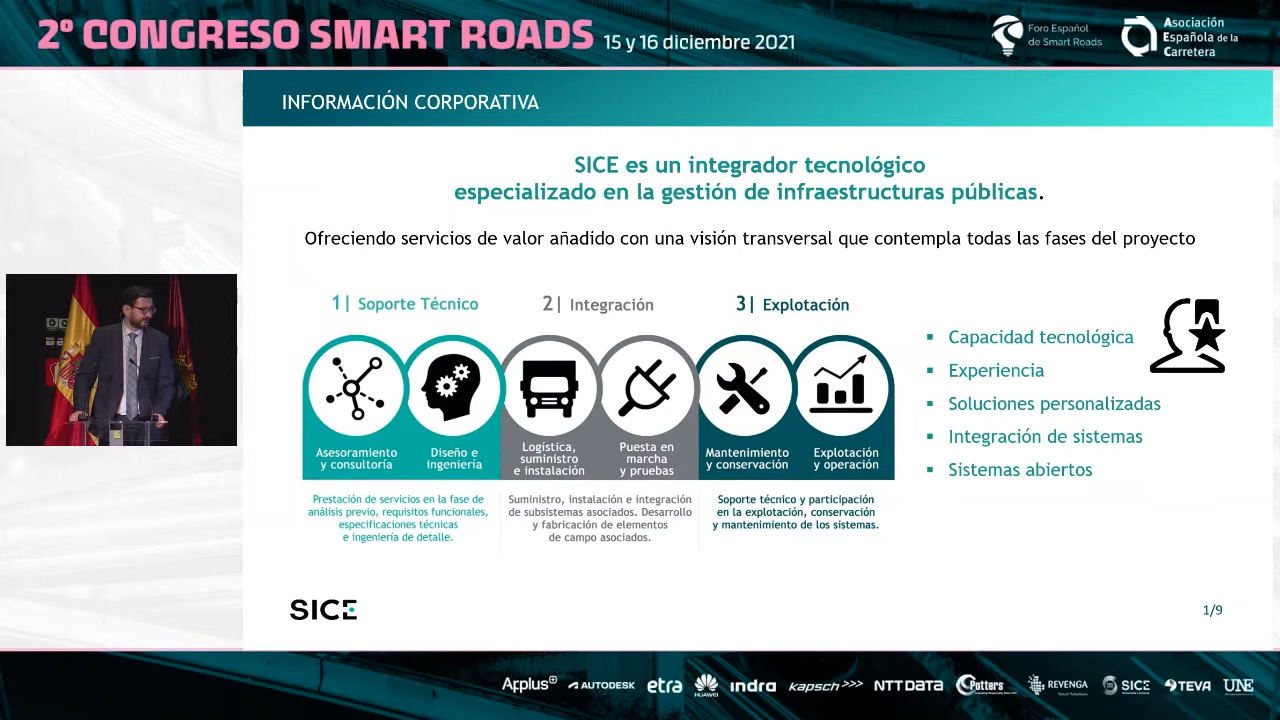 2º CONGRESO SMART ROADS 15 y 16 diciembre 2021
Foro Español
de Smart Roads
Asociación
Española de la
Carretera
INFORMACIÓN CORPORATIVA
SICE es un integrador tecnológico
especializado en la gestión de infraestructuras públicas.
Ofreciendo servicios de valor añadido con una visión transversal que contempla todas las fases del proyecto
1| Soporte Técnico
2| Integración
3| Explotación
Asesoramiento
y consultoría
Diseño e
ingeniería
Logística,
suministro
e instalación
Puesta en
marcha
y pruebas
Mantenimiento
y conservación
Explotación
y operación
Prestación de servicios en la fase de
análisis previo, requisitos funcionales,
especificaciones técnicas
e ingeniería de detalle.
Suministro, instalación e integración
de subsistemas asociados. Desarrollo
y fabricación de elementos
de campo asociados.
Soporte técnico y participación
en la explotación, conservación
y mantenimiento de los sistemas.
▪ Capacidad tecnológica
▪ Experiencia
▪ Soluciones personalizadas
▪ Integración de sistemas
▪ Sistemas abiertos
SICE
1/9
Applus+ AUTODESK etra HUAWEI indra kapsch>>> NTT DATA Potters REVENGA SICE TEVA UNE